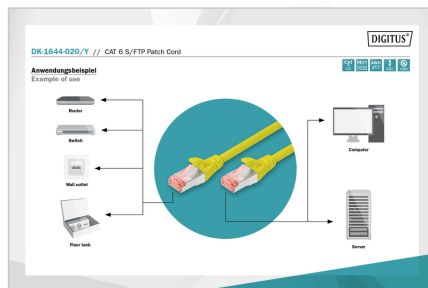 DIGITUS®
DK-1644-020/Y // CAT 6 S/FTP Patch Cord
Anwendungsbeispiel
Example of use
Router
Switch
Wall outlet
Floor tank
Computer
Server